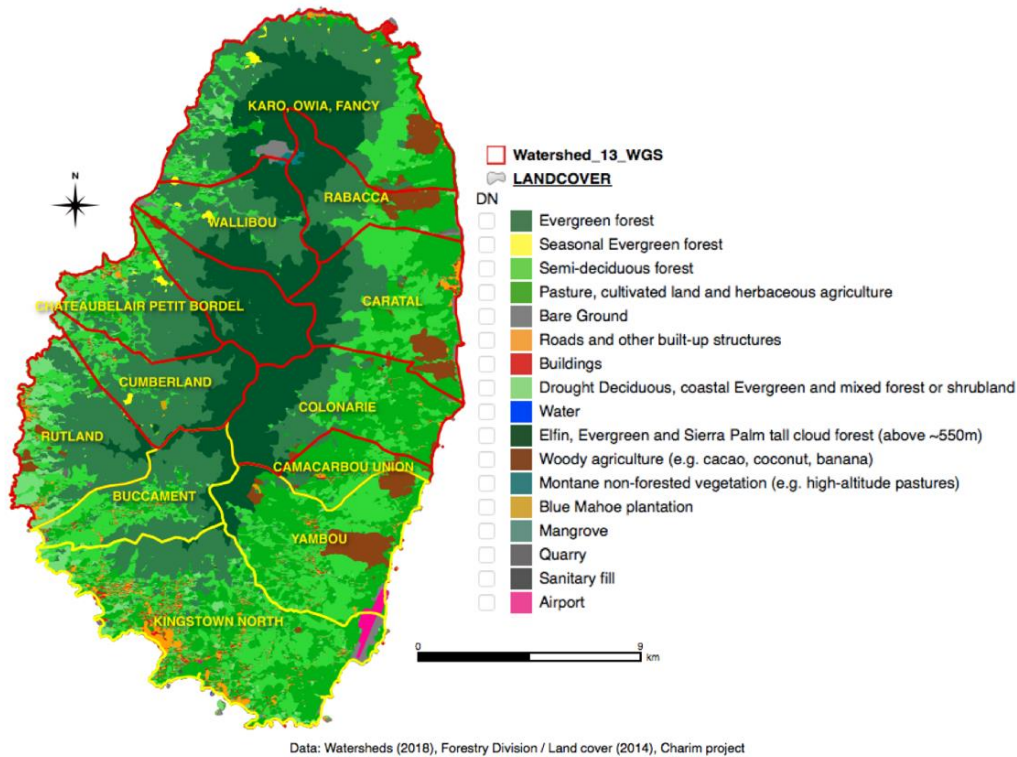 KARO, OWIA, FANCY
RABACCA
WALLIBOU
CARATAL
CHATEAUBELAIR PETIT BORDEL
CUMBERLAND
COLONARIE
RUTLAND
CAMACARBOU UNION
BUCCAMENT
YAMBOU
KINGSTOWN NORTH
N
Watershed_13_WGS
LANDCOVER
DN
Evergreen forest
Seasonal Evergreen forest
Semi-deciduous forest
Pasture, cultivated land and herbaceous agriculture
Bare Ground
Roads and other built-up structures
Buildings
Drought Deciduous, coastal Evergreen and mixed forest or shrubland
Water
Elfin, Evergreen and Sierra Palm tall cloud forest (above ~550m)
Woody agriculture (e.g. cacao, coconut, banana)
Montane non-forested vegetation (e.g. high-altitude pastures)
Blue Mahoe plantation
Mangrove
Quarry
Sanitary fill
Airport
0 9
km
Data: Watersheds (2018), Forestry Division / Land cover (2014), Charim project